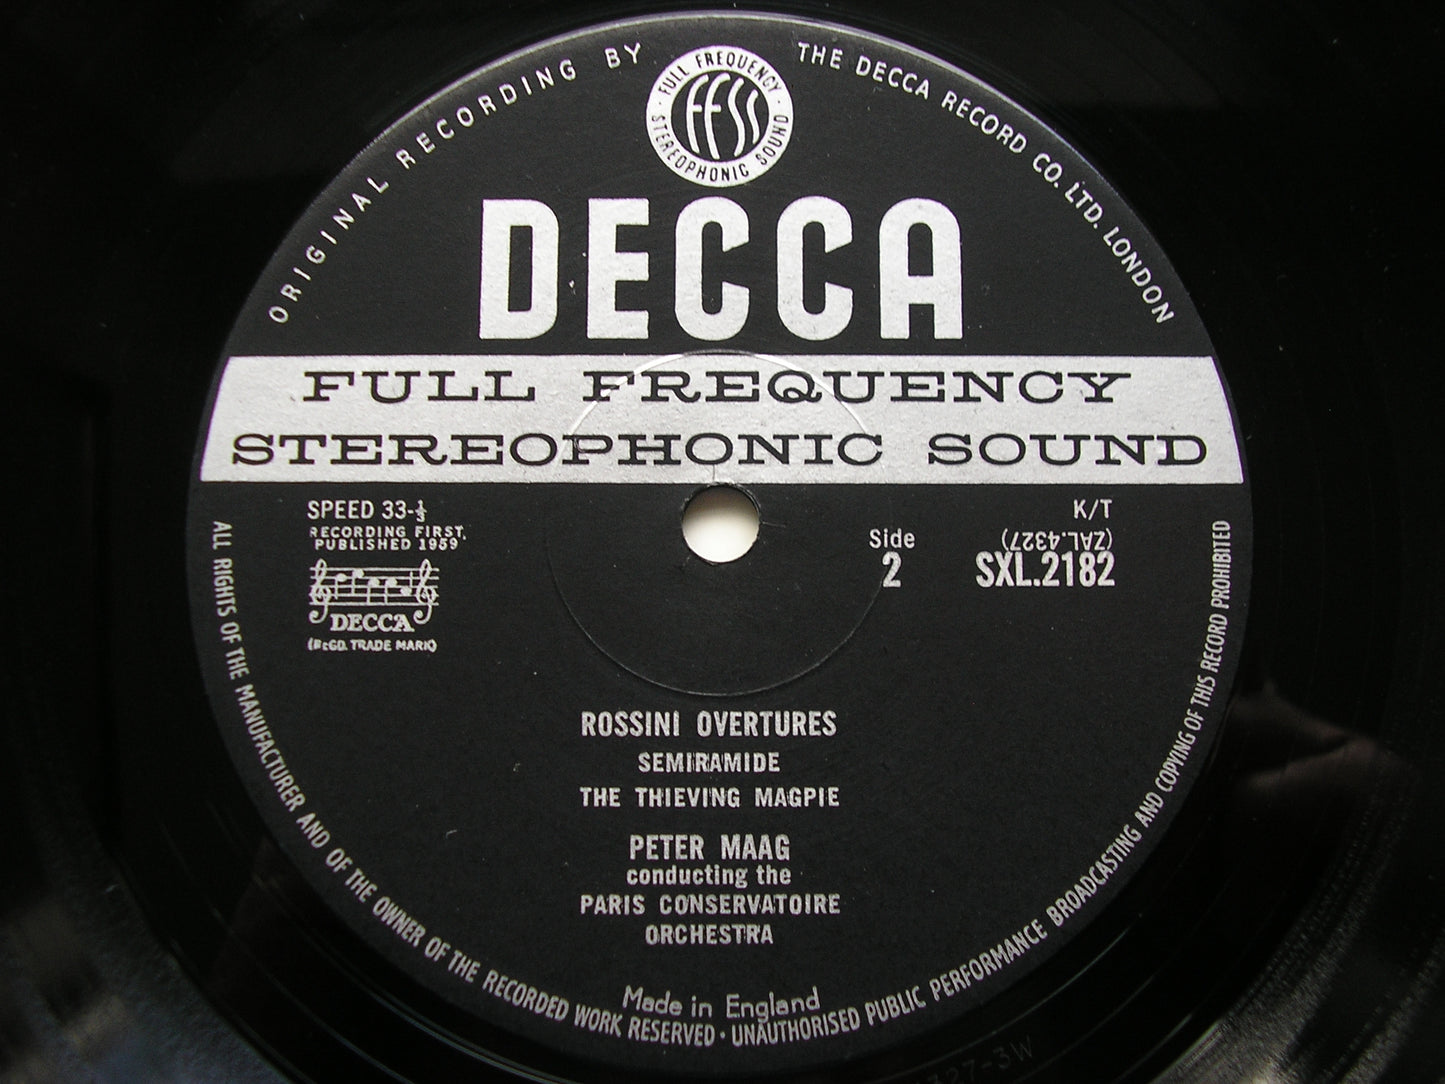 ORIGINAL RECORDING BY THE DECCA RECORD CO. LTD. LONDON
FULL FREQUENCY
STEREOPHONIC SOUND
FFSS
DECCA
FULL FREQUENCY
STEREOPHONIC SOUND
SPEED 33-⅓
RECORDING FIRST
PUBLISHED 1959
DECCA
(REGD. TRADE MARK)
K/T
(ZAL.4327)
Side
2
SXL.2182
ROSSINI OVERTURES
SEMIRAMIDE
THE THIEVING MAGPIE
PETER MAAG
conducting the
PARIS CONSERVATOIRE
ORCHESTRA
Made in England
ALL RIGHTS OF THE MANUFACTURER AND OF THE OWNER OF THE RECORDED WORK RESERVED · UNAUTHORISED PUBLIC PERFORMANCE BROADCASTING AND COPYING OF THIS RECORD PROHIBITED